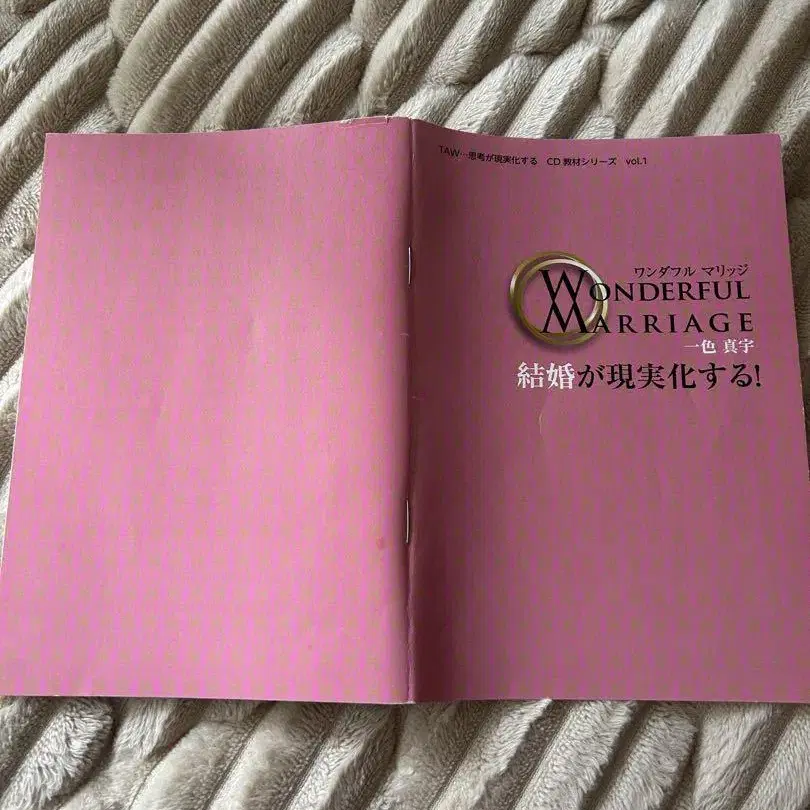 TAW…思考が現実化する CD教材シリーズ vol.1
ワンダフル マリッジ
WONDERFUL
MARRIAGE
一色 真宇
結婚が現実化する!